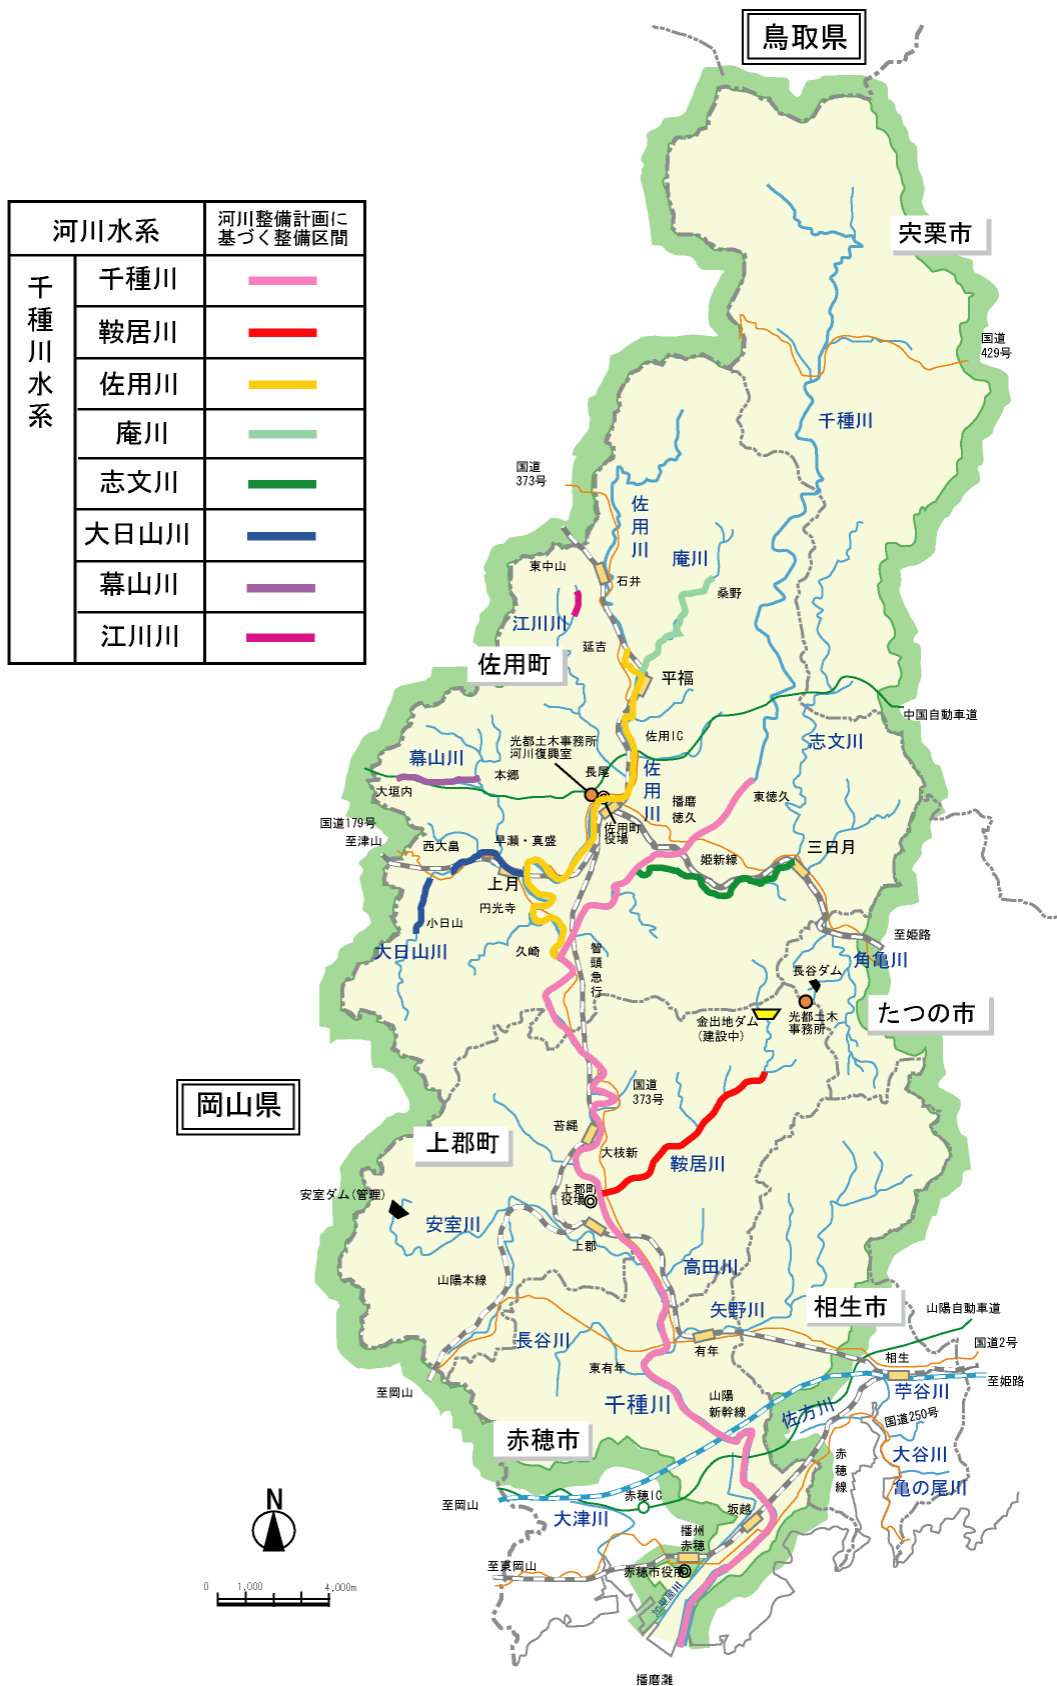 鳥取県
河川水系
河川整備計画に
基づく整備区間
千種川水系
千種川
鞍居川
佐用川
庵川
志文川
大日山川
幕山川
江川川
宍粟市
国道
429号
千種川
国道
373号
佐用川
庵川
東中山
石井
桑野
江川川
延吉
佐用町
平福
中国自動車道
志文川
佐用IC
光都土木事務所
河川復興室
幕山川
本郷
長尾
佐用川
大垣内
東徳久
播磨
徳久
国道179号
至津山
佐用町
役場
早瀬・真盛
西大畠
三日月
姫新線
上月
円光寺
小日山
大日山川
久崎
智頭急行
至姫路
角亀川
長谷ダム
たつの市
金出地ダム
(建設中)
光都土木
事務所
岡山県
国道
373号
苔縄
上郡町
大枝新
鞍居川
安室ダム(管理)
上郡町
役場
安室川
上郡
高田川
山陽本線
矢野川
相生市
山陽自動車道
長谷川
有年
国道2号
相生
東有年
至岡山
至姫路
苧谷川
千種川
山陽
新幹線
佐方川
国道250号
赤穂市
赤穂線
大谷川
亀の尾川
赤穂IC
至岡山
大津川
坂越
播州
赤穂
至東岡山
赤穂市役所
加里屋川
N
0 1,000 4,000m
播磨灘